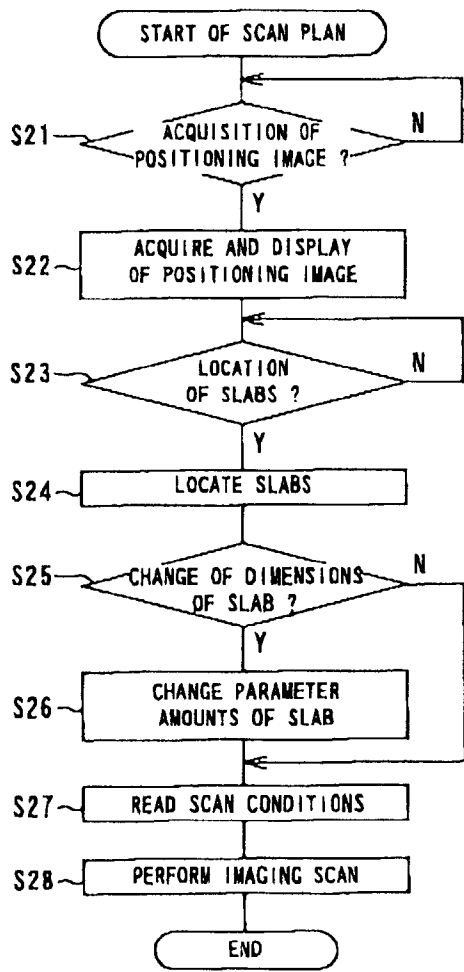 START OF SCAN PLAN
S21
ACQUISITION OF
POSITIONING IMAGE ?
N
Y
S22
ACQUIRE AND DISPLAY
OF POSITIONING IMAGE
S23
LOCATION
OF SLABS ?
N
Y
S24
LOCATE SLABS
S25
CHANGE OF DIMENSIONS
OF SLAB ?
N
Y
S26
CHANGE PARAMETER
AMOUNTS OF SLAB
S27
READ SCAN CONDITIONS
S28
PERFORM IMAGING SCAN
END